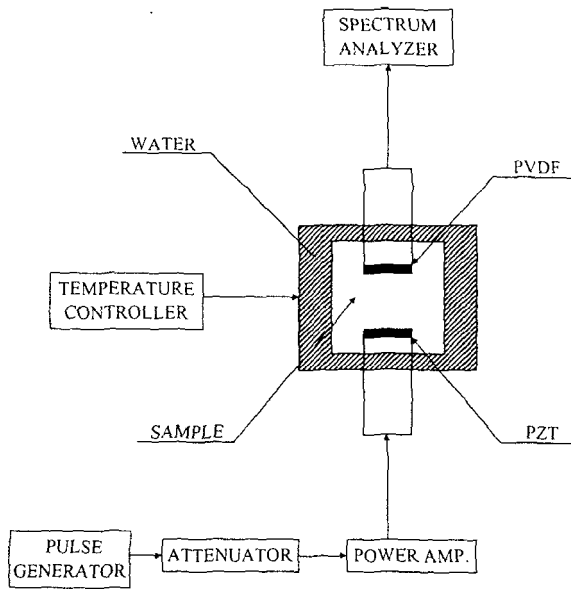 SPECTRUM
ANALYZER
WATER
PVDF
TEMPERATURE
CONTROLLER
SAMPLE
PZT
PULSE
GENERATOR
ATTENUATOR
POWER AMP.